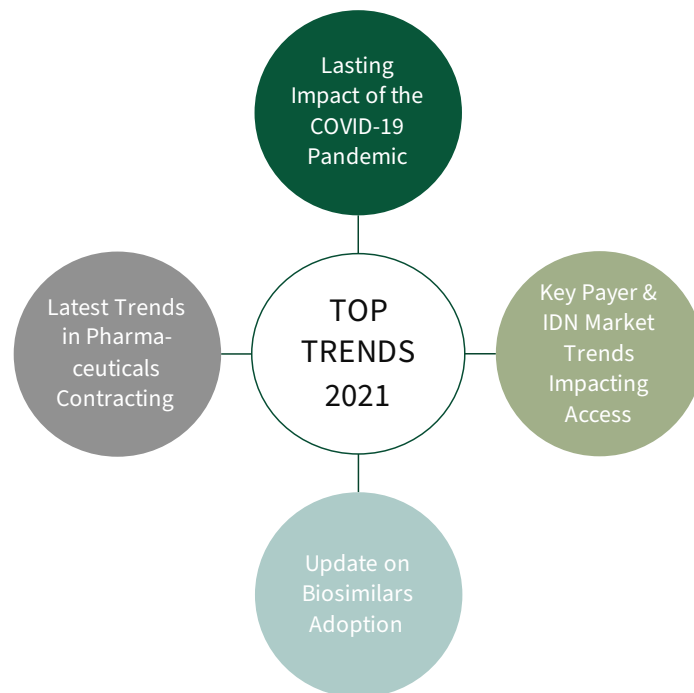 Lasting
Impact of the
COVID-19
Pandemic
Latest Trends
in Pharma-
ceuticals
Contracting
TOP
TRENDS
2021
Key Payer &
IDN Market
Trends
Impacting
Access
Update on
Biosimilars
Adoption